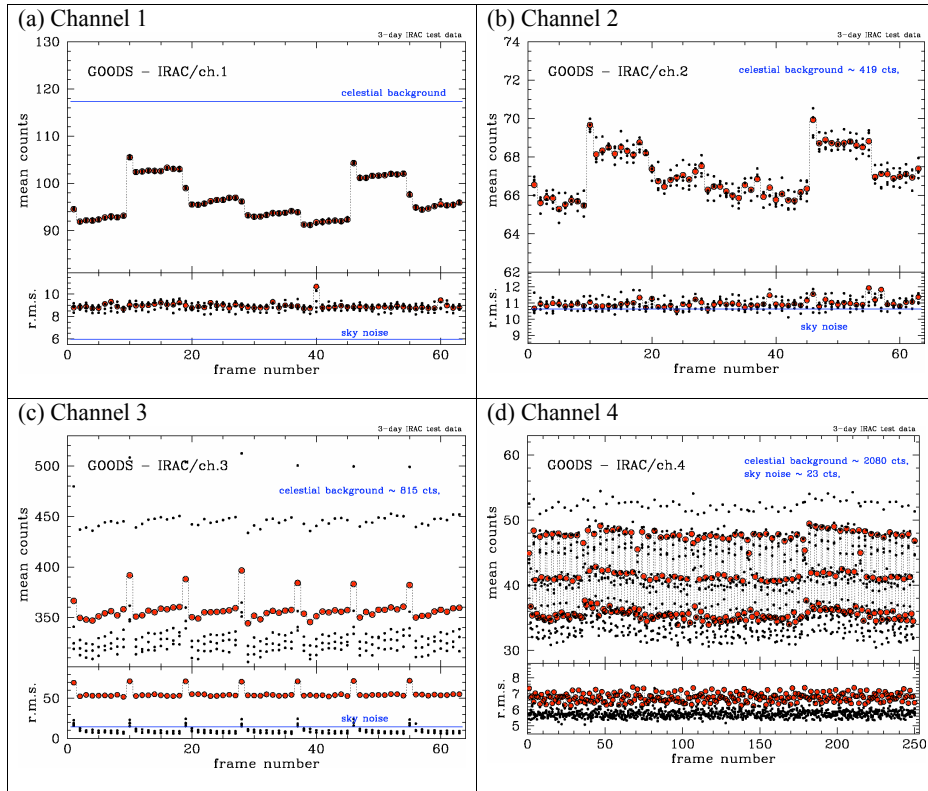 (a) Channel 1
3-day IRAC test data
GOODS - IRAC/ch.1
celestial background
mean counts
130
120
110
100
90
r.m.s.
10
8
6
sky noise
0 20 40 60
frame number
(b) Channel 2
3-day IRAC test data
GOODS - IRAC/ch.2
celestial background ~ 419 cts,
mean counts
74
72
70
68
66
64
r.m.s.
62
12
11
10
9
sky noise
0 20 40 60
frame number
(c) Channel 3
3-day IRAC test data
GOODS - IRAC/ch.3
celestial background ~ 815 cts,
mean counts
500
450
400
350
r.m.s.
50
0
sky noise
0 20 40 60
frame number
(d) Channel 4
3-day IRAC test data
GOODS - IRAC/ch.4
celestial background ~ 2080 cts,
sky noise ~ 23 cts,
mean counts
60
50
40
30
r.m.s.
8
7
6
5
0 50 100 150 200 250
frame number